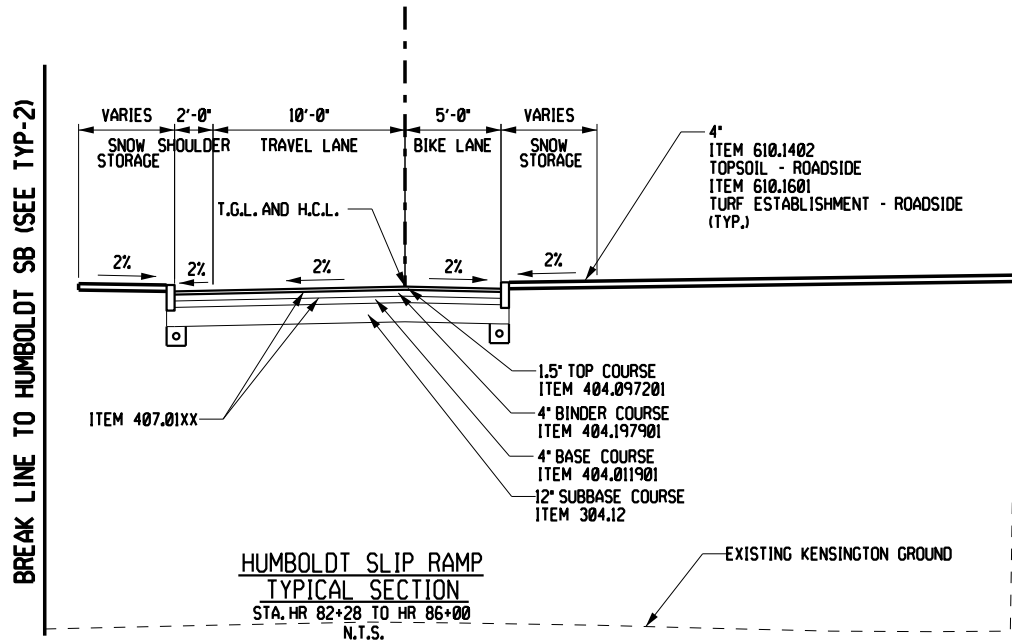 BREAK LINE TO HUMBOLDT SB (SEE TYP-2)
VARIES
2'-0"
10'-0"
5'-0"
VARIES
SNOW
STORAGE
SHOULDER
TRAVEL LANE
BIKE LANE
SNOW
STORAGE
4"
ITEM 610.1402
TOPSOIL - ROADSIDE
ITEM 610.1601
TURF ESTABLISHMENT - ROADSIDE
(TYP.)
T.G.L. AND H.C.L.
2%
2%
2%
2%
2%
1.5" TOP COURSE
ITEM 404.097201
4" BINDER COURSE
ITEM 404.197901
4" BASE COURSE
ITEM 404.011901
12" SUBBASE COURSE
ITEM 304.12
ITEM 407.01XX
EXISTING KENSINGTON GROUND
HUMBOLDT SLIP RAMP
TYPICAL SECTION
STA. HR 82+28 TO HR 86+00
N.T.S.